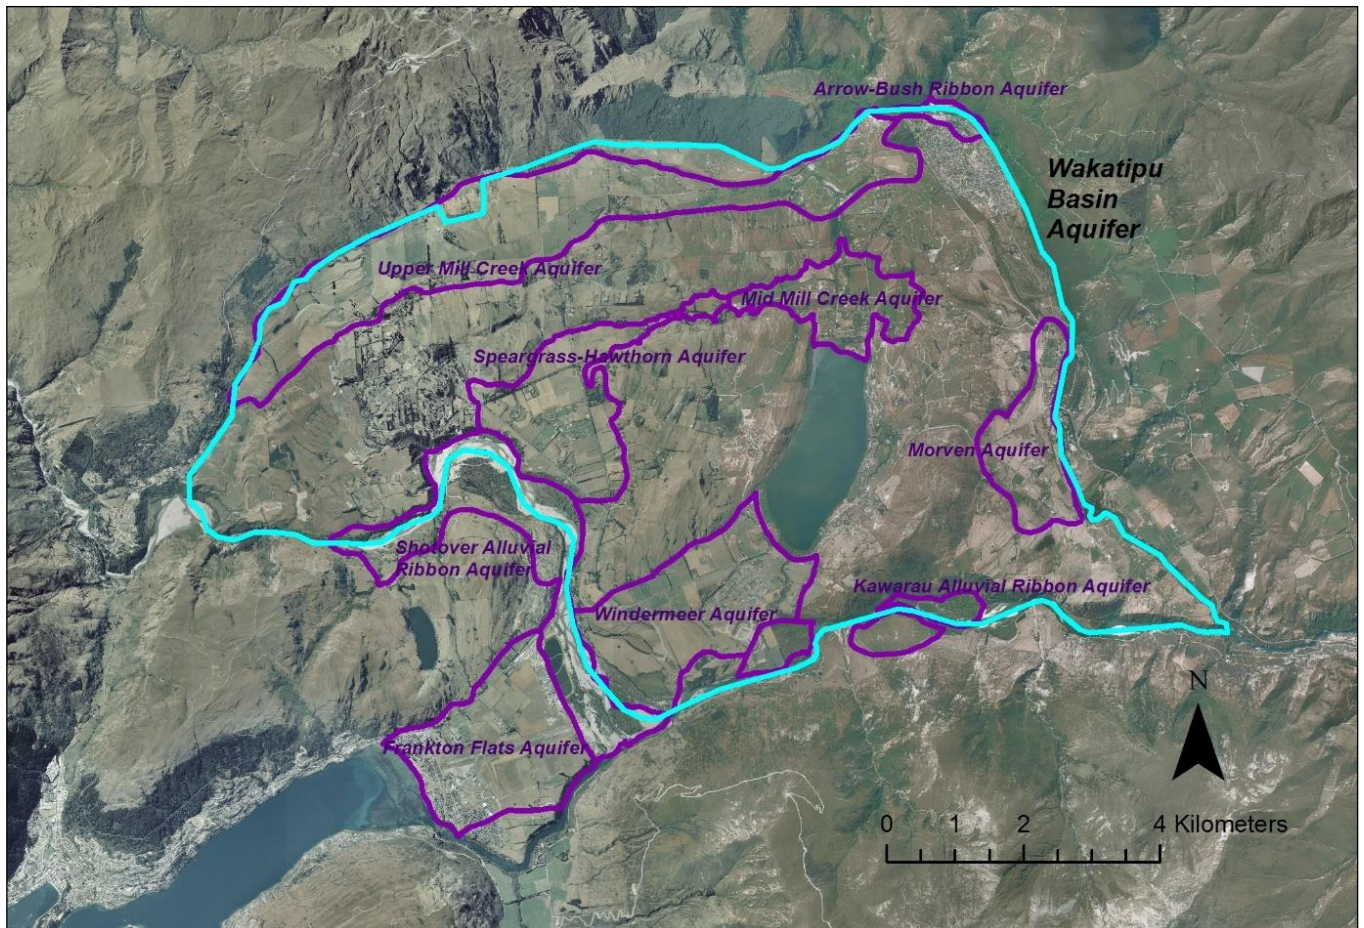 Arrow-Bush Ribbon Aquifer
Wakatipu
Basin
Aquifer
Upper Mill Creek Aquifer
Mid Mill Creek Aquifer
Speargrass-Hawthorn Aquifer
Morven Aquifer
Shotover Alluvial
Ribbon Aquifer
Kawarau Alluvial Ribbon Aquifer
Windermeer Aquifer
Frankton Flats Aquifer
N
0 1 2 4 Kilometers